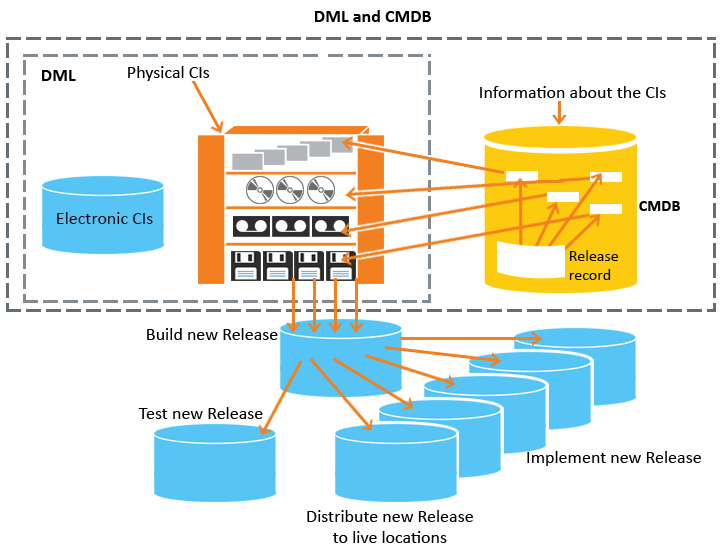 DML and CMDB
DML
Physical CIs
Information about the CIs
Electronic CIs
CMDB
Release
record
Build new Release
Test new Release
Implement new Release
Distribute new Release
to live locations